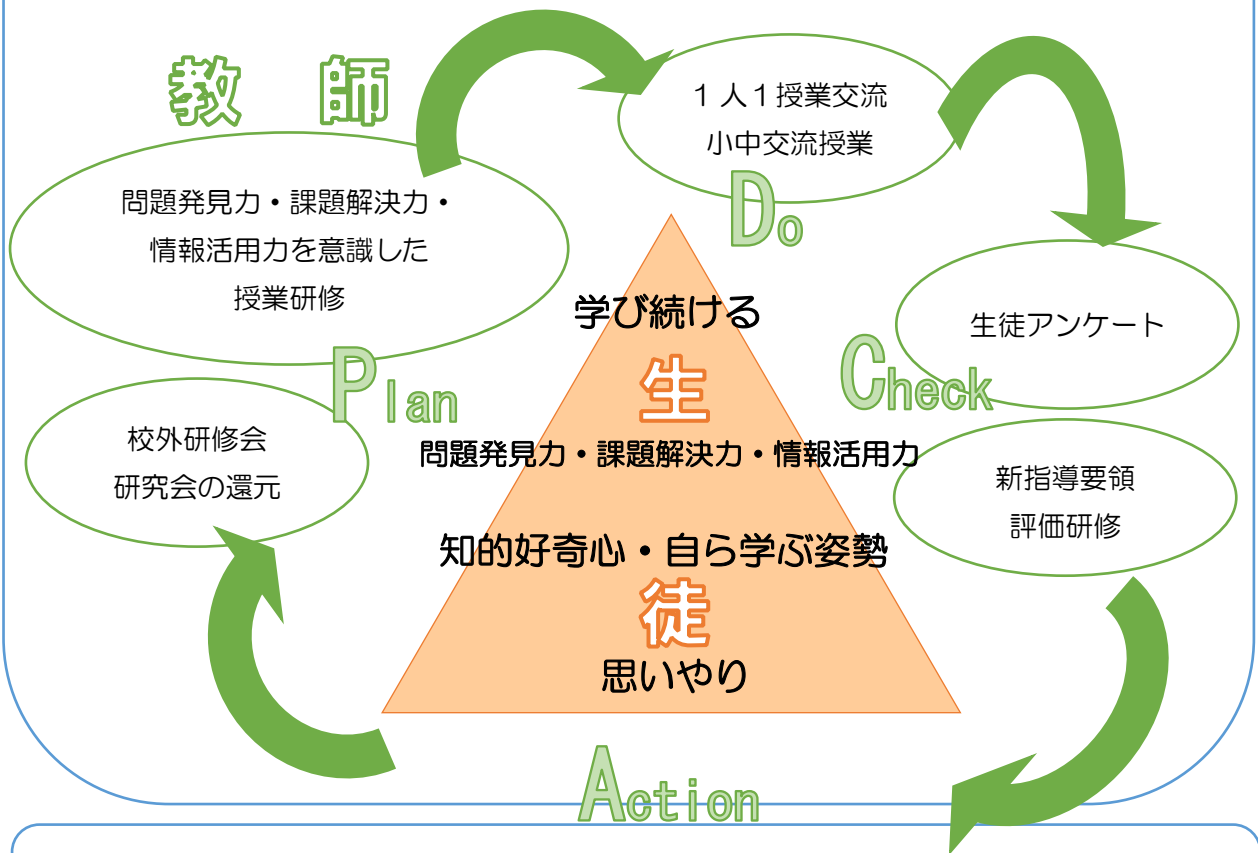 教 師
問題発見力・課題解決力・
情報活用力を意識した
授業研修
Plan
校外研修会
研究会の還元
１人１授業交流
小中交流授業
Do
生徒アンケート
Check
新指導要領
評価研修
学び続ける
生
問題発見力・課題解決力・情報活用力
知的好奇心・自ら学ぶ姿勢
徒
思いやり
Action